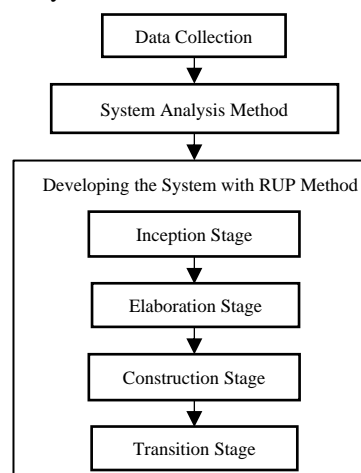 Data Collection
System Analysis Method
Developing the System with RUP Method
Inception Stage
Elaboration Stage
Construction Stage
Transition Stage